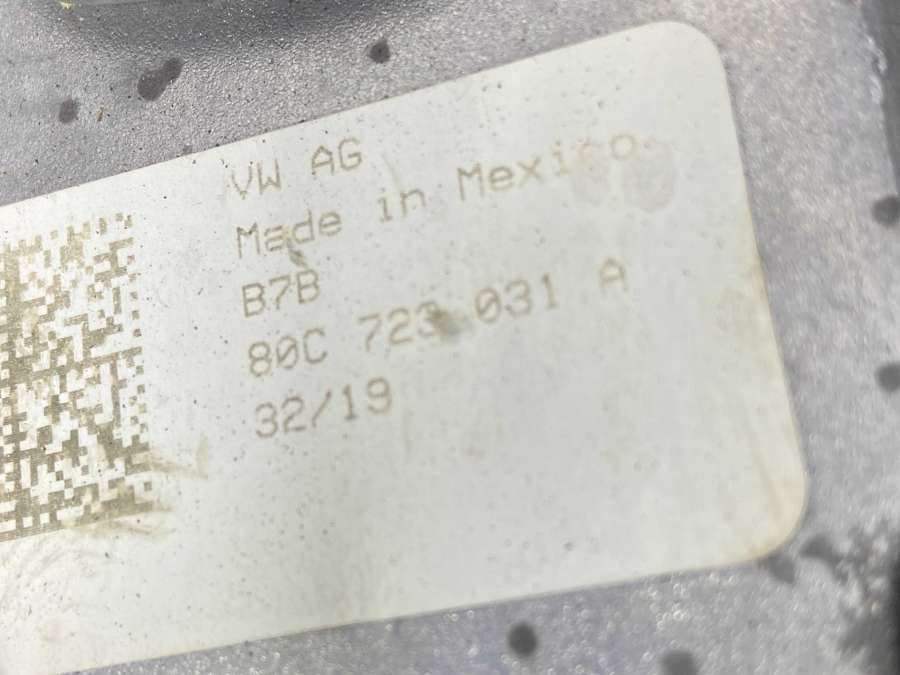 VW AG
Made in Mexico
B7B
80C 723 031 A
32/19